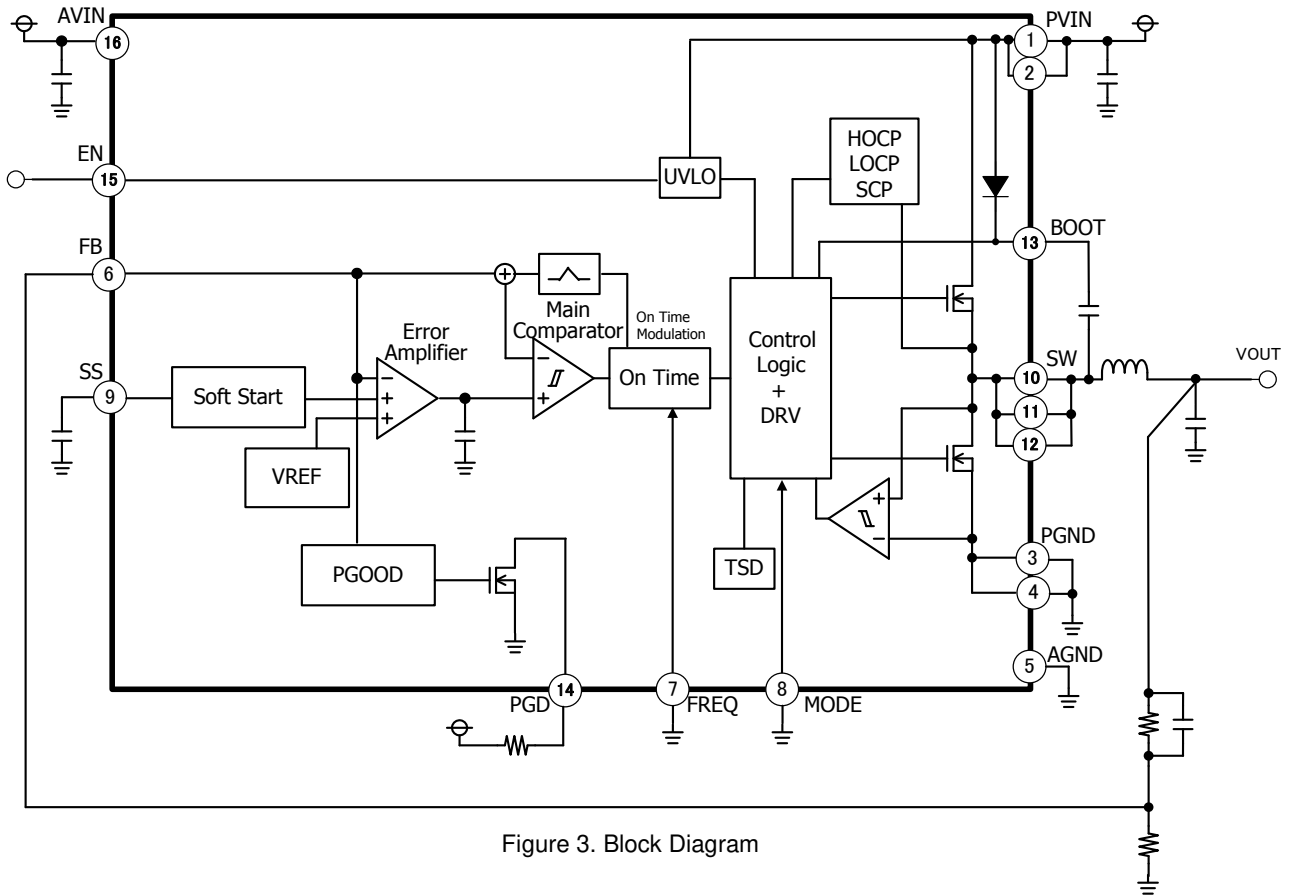 AVIN
16
PVIN
1
2
EN
15
UVLO
HOCP
LOCP
SCP
BOOT
13
FB
6
+
Main
Comparator
On Time
Modulation
Error
Amplifier
SS
9
Soft Start
−
+
+
−
+
On Time
Control
Logic
+
DRV
SW
10
11
12
VOUT
VREF
+
−
PGOOD
TSD
PGND
3
4
AGND
5
PGD
14
7
FREQ
8
MODE
Figure 3. Block Diagram